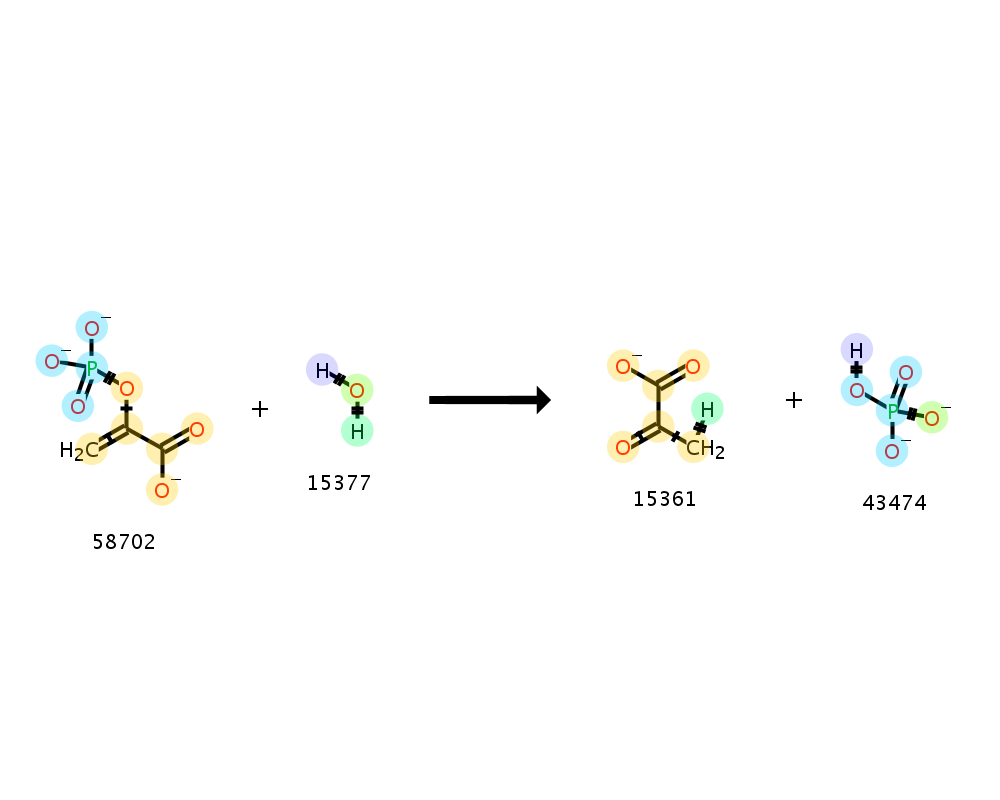 O−
O− P O
O
H2C O
O−
58702
+
H O
H
15377
O− O
H
O CH2
15361
+
H
O O
P O−
O−
43474